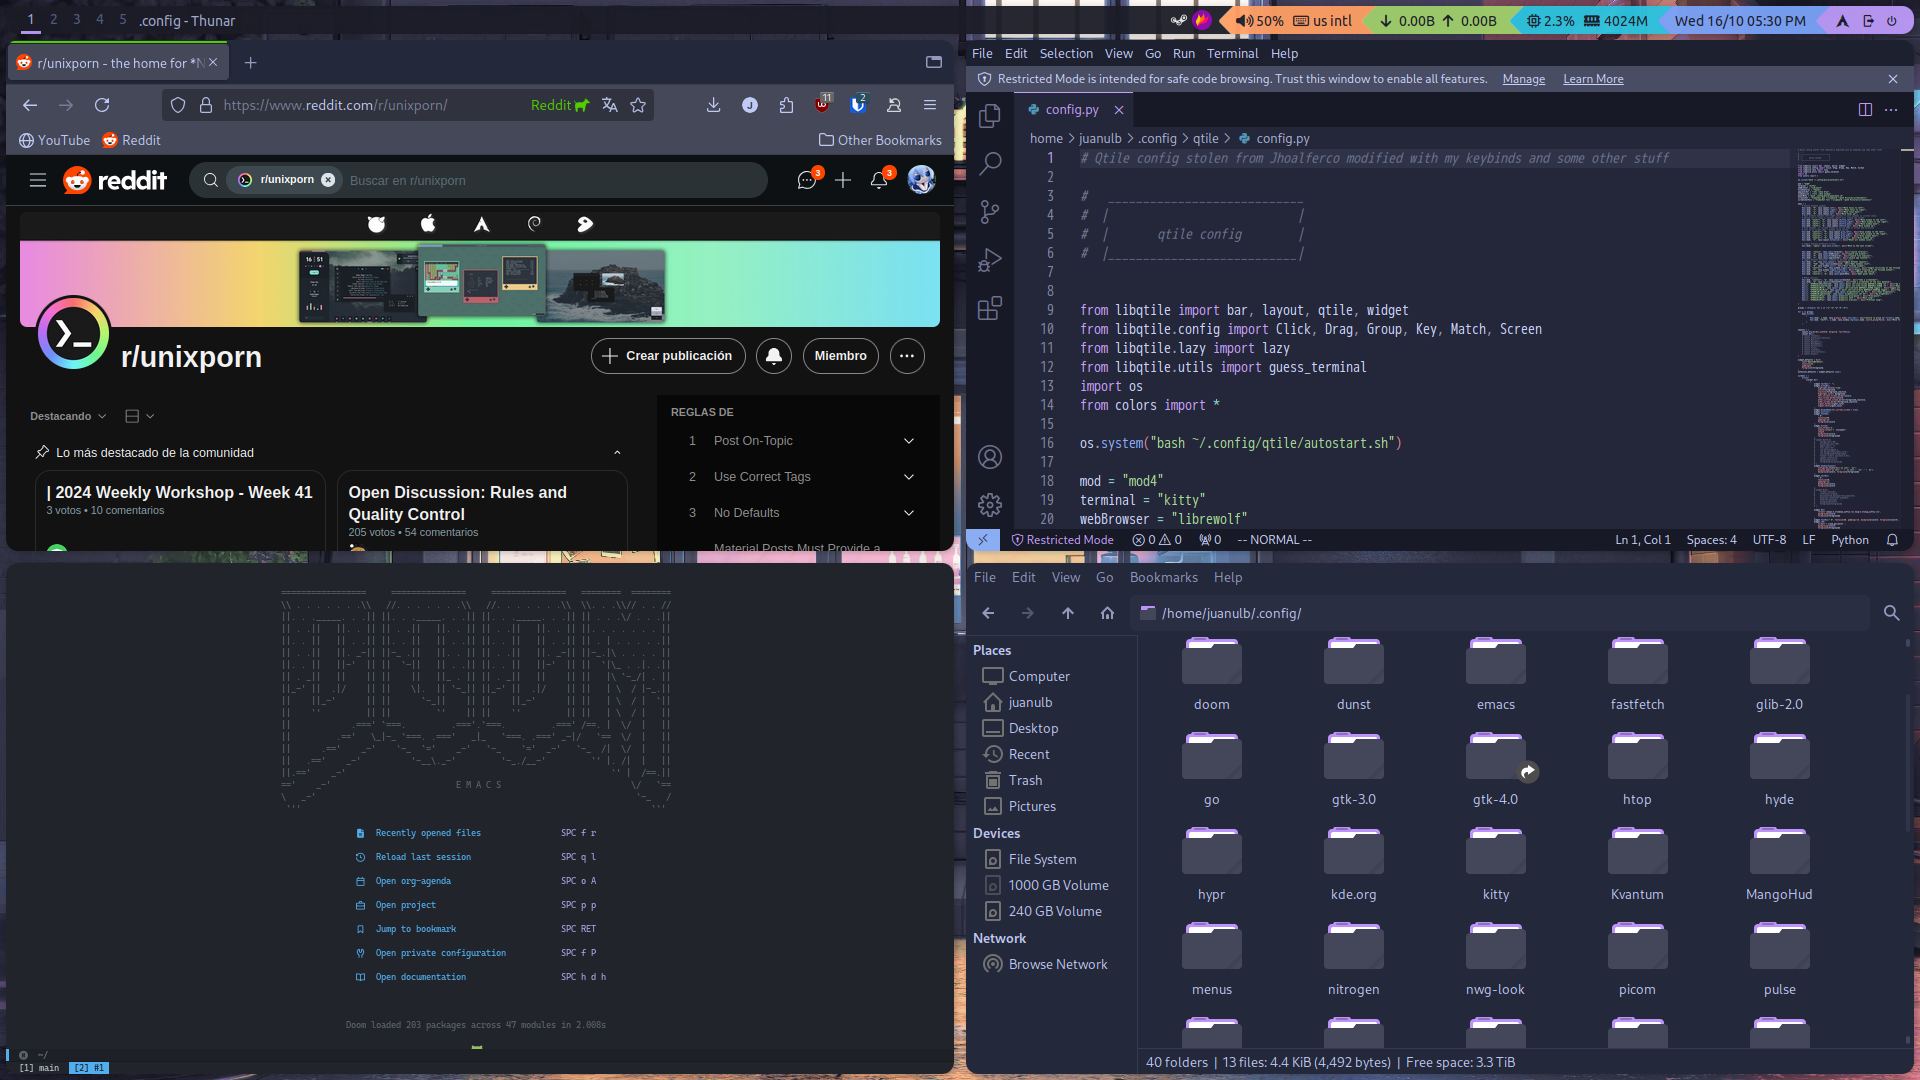 1 2 3 4 5 .config - Thunar
50% us intl 0.00B 0.00B 2.3% 4024M Wed 16/10 05:30 PM
r/unixporn - the home for *N
https://www.reddit.com/r/unixporn/ Reddit 11 2
YouTube Reddit Other Bookmarks
reddit r/unixporn Buscar en r/unixporn 3 3
r/unixporn Crear publicación Miembro
Destacando
Lo más destacado de la comunidad
| 2024 Weekly Workshop - Week 41
3 votos • 10 comentarios
Open Discussion: Rules and
Quality Control
205 votos • 54 comentarios
REGLAS DE
1 Post On-Topic
2 Use Correct Tags
3 No Defaults
Material Posts Must Provide a
File Edit Selection View Go Run Terminal Help
Restricted Mode is intended for safe code browsing. Trust this window to enable all features. Manage Learn More
config.py
home > juanulb > .config > qtile > config.py
1 # Qtile config stolen from Jhoalferco modified with my keybinds and some other stuff
2
3 # ___________________________
4 # | |
5 # | qtile config |
6 # |__________________________|
7
8
9 from libqtile import bar, layout, qtile, widget
10 from libqtile.config import Click, Drag, Group, Key, Match, Screen
11 from libqtile.lazy import lazy
12 from libqtile.utils import guess_terminal
13 import os
14 from colors import *
15
16 os.system("bash ~/.config/qtile/autostart.sh")
17
18 mod = "mod4"
19 terminal = "kitty"
20 webBrowser = "librewolf"
Restricted Mode 0 0 0 -- NORMAL -- Ln 1, Col 1 Spaces: 4 UTF-8 LF Python
EMACS
Recently opened files SPC f r
Reload last session SPC q l
Open org-agenda SPC o A
Open project SPC p p
Jump to bookmark SPC RET
Open private configuration SPC f P
Open documentation SPC h d h
Doom loaded 203 packages across 47 modules in 2.008s
~/
[1] main [2] #1
File Edit View Go Bookmarks Help
/home/juanulb/.config/
Places
Computer
juanulb
Desktop
Recent
Trash
Pictures
Devices
File System
1000 GB Volume
240 GB Volume
Network
Browse Network
doom dunst emacs fastfetch glib-2.0
go gtk-3.0 gtk-4.0 htop hyde
hypr kde.org kitty Kvantum MangoHud
menus nitrogen nwg-look picom pulse
40 folders | 13 files: 4.4 KiB (4,492 bytes) | Free space: 3.3 TiB